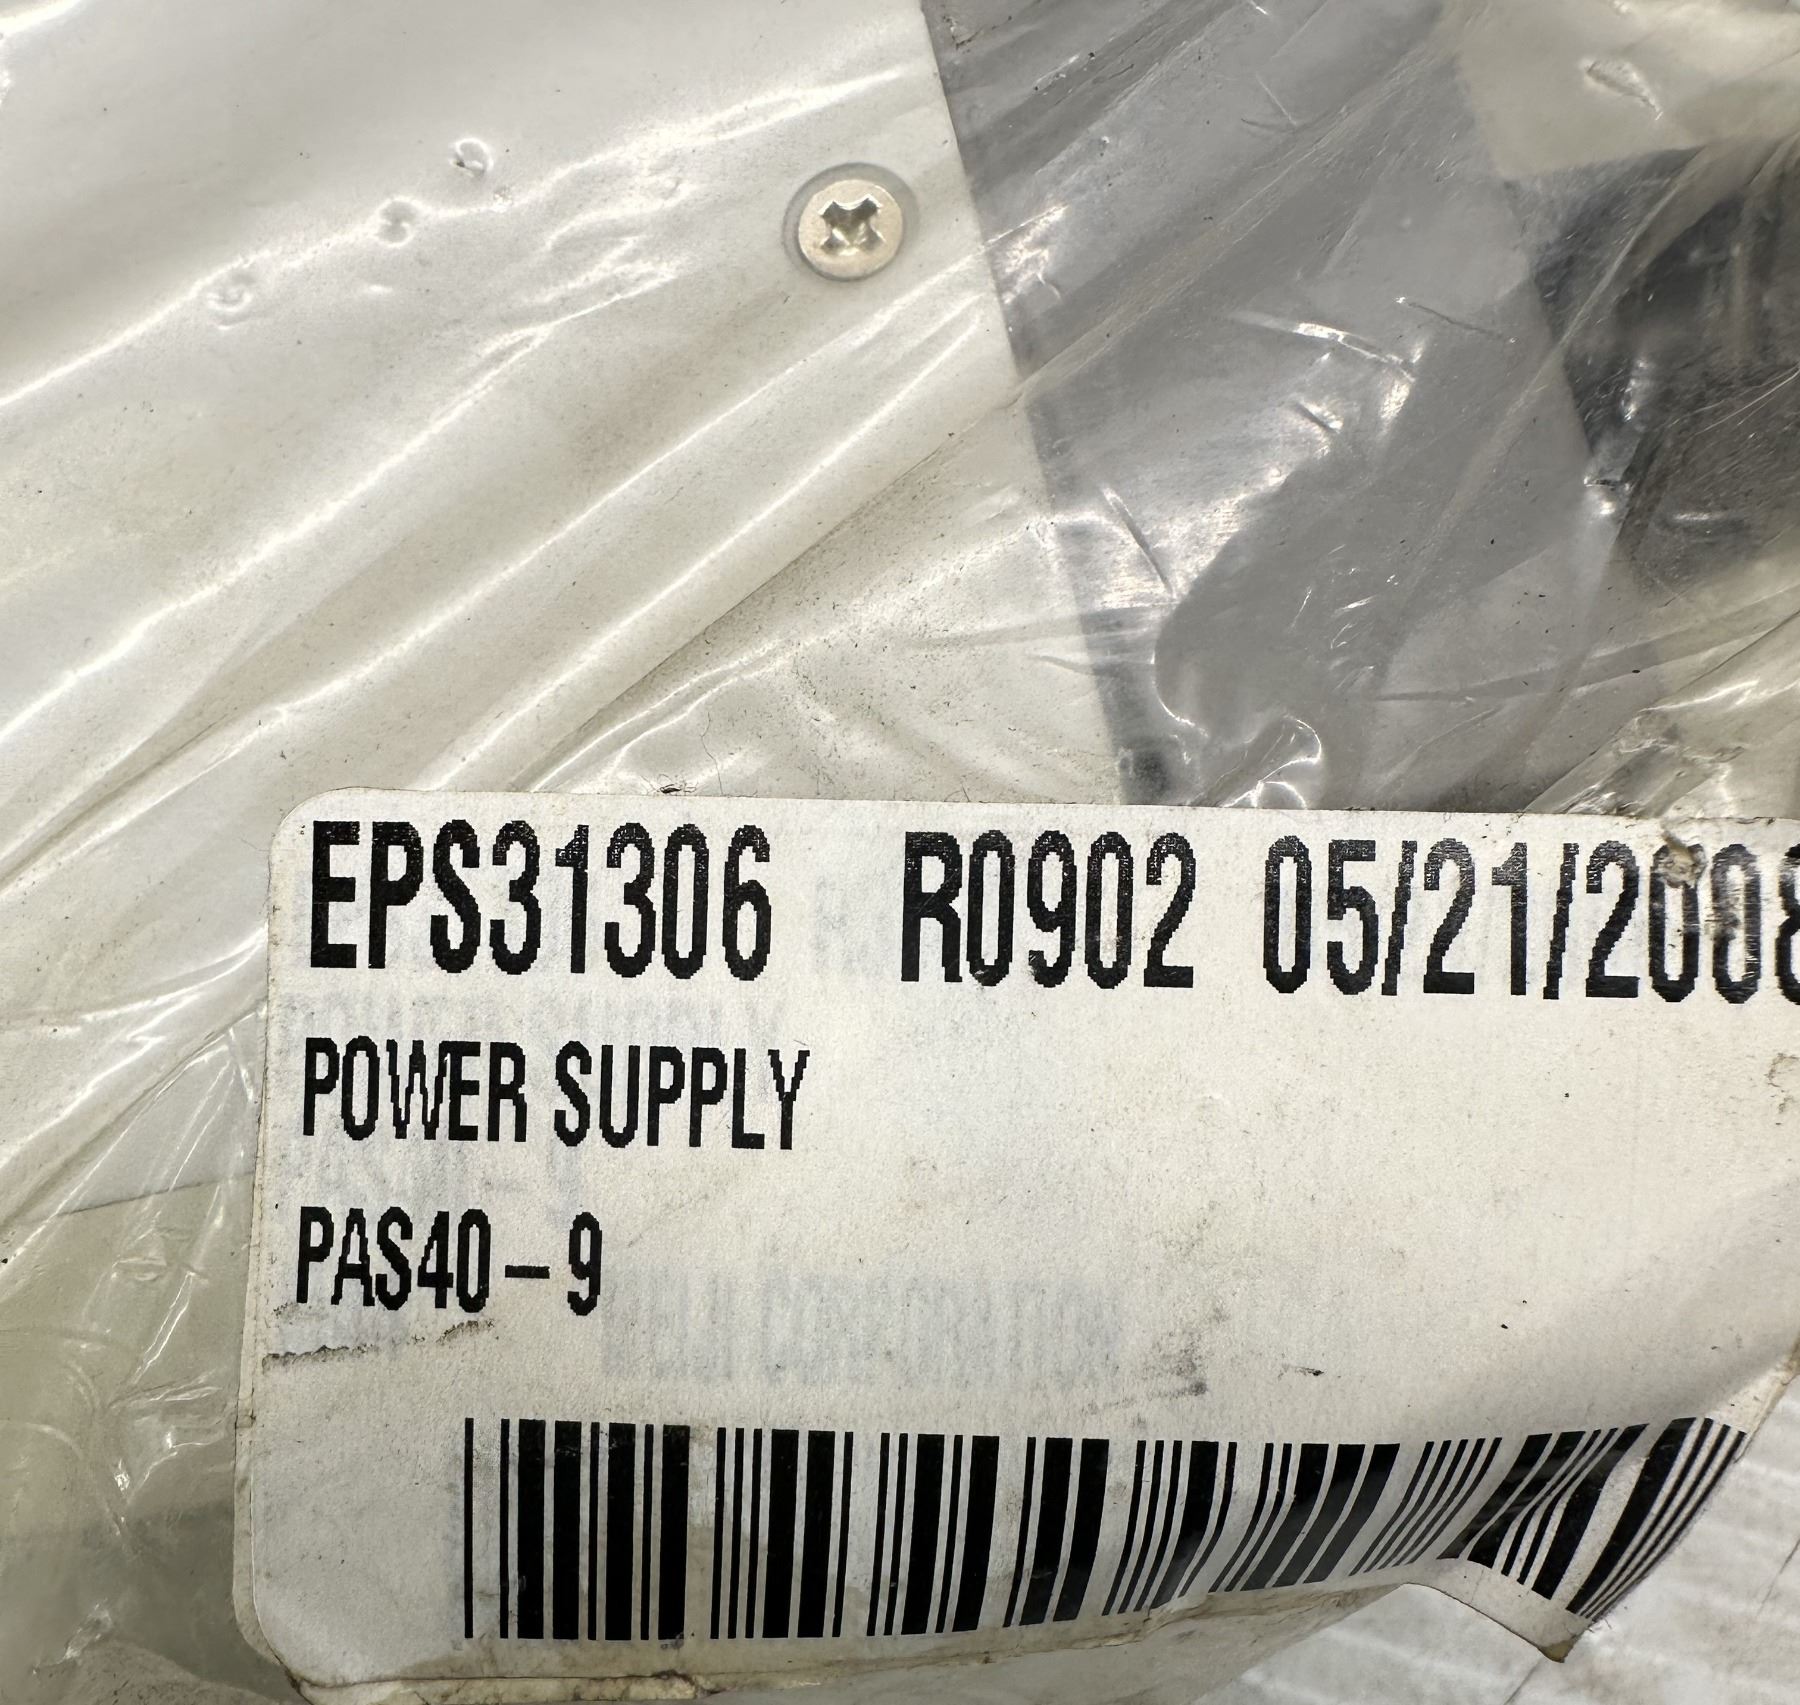 EPS31306 R0902 05/21/2008
POWER SUPPLY
PAS40-9